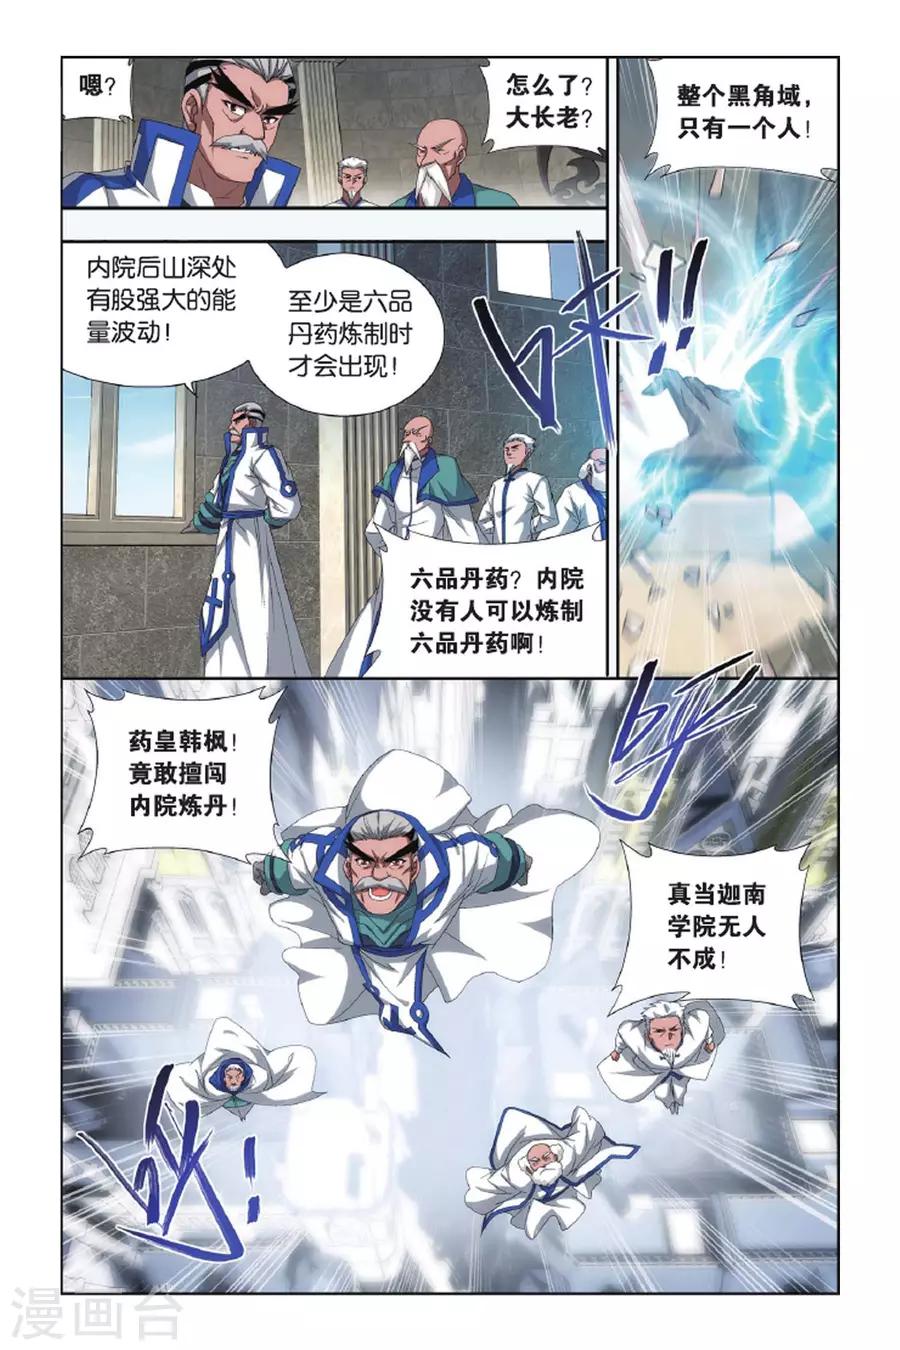 嗯？
怎么了？
大长老？
内院后山深处
有股强大的能
量波动！
至少是六品
丹药炼制时
才会出现！
六品丹药？内院
没有人可以炼制
六品丹药啊！
整个黑角域，
只有一个人！
咻!!
药皇韩枫！
竟敢擅闯
内院炼丹！
呼
真当迦南
学院无人
不成！
漫画台